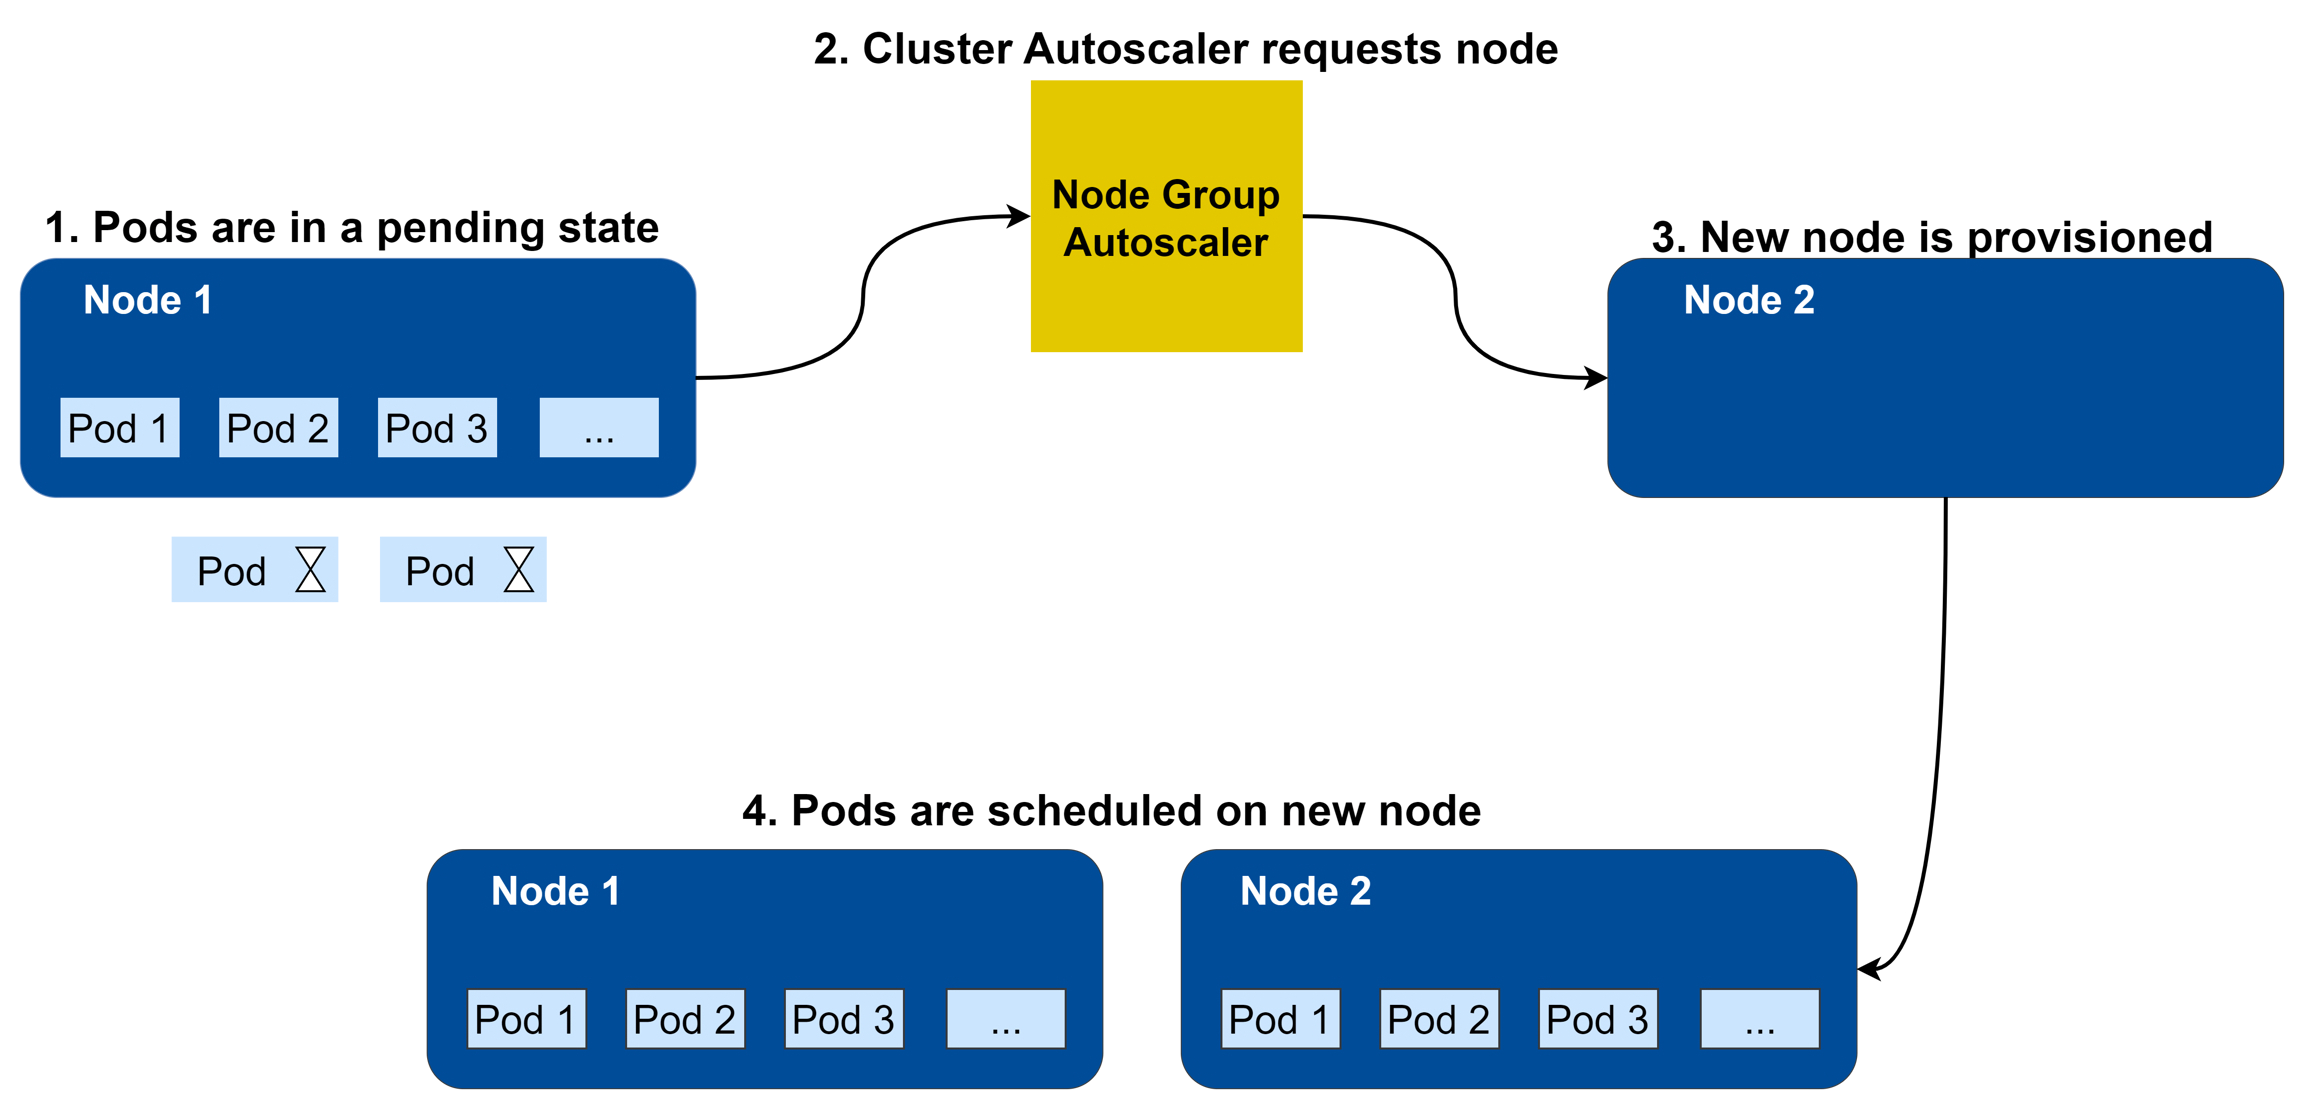 2. Cluster Autoscaler requests node
Node Group
Autoscaler
1. Pods are in a pending state
Node 1
Pod 1
Pod 2
Pod 3
...
Pod
Pod
3. New node is provisioned
Node 2
4. Pods are scheduled on new node
Node 1
Pod 1
Pod 2
Pod 3
...
Node 2
Pod 1
Pod 2
Pod 3
...